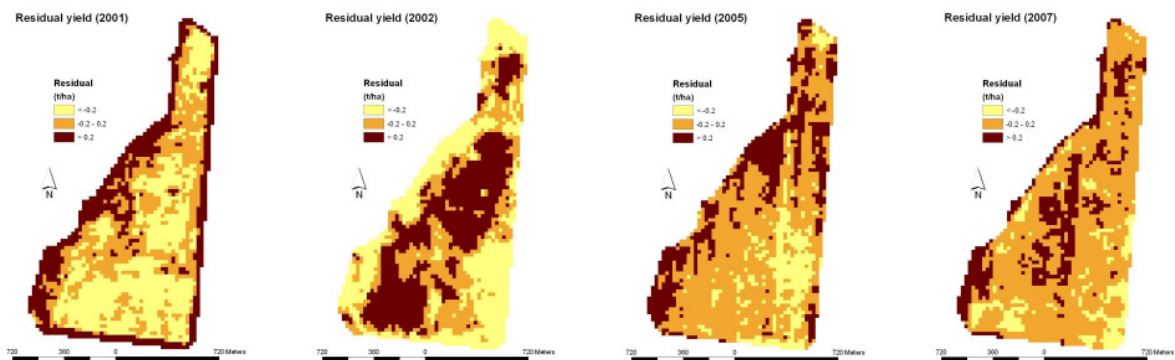 Residual yield (2001)
Residual
(t/ha)
< -0.2
-0.2 - 0.2
> 0.2
N
720 360 0 720 Meters
Residual yield (2002)
Residual
(t/ha)
< -0.2
-0.2 - 0.2
> 0.2
N
720 360 0 720 Meters
Residual yield (2005)
Residual
(t/ha)
< -0.2
-0.2 - 0.2
> 0.2
N
720 360 0 720 Meters
Residual yield (2007)
Residual
(t/ha)
< -0.2
-0.2 - 0.2
> 0.2
N
720 360 0 720 Meters